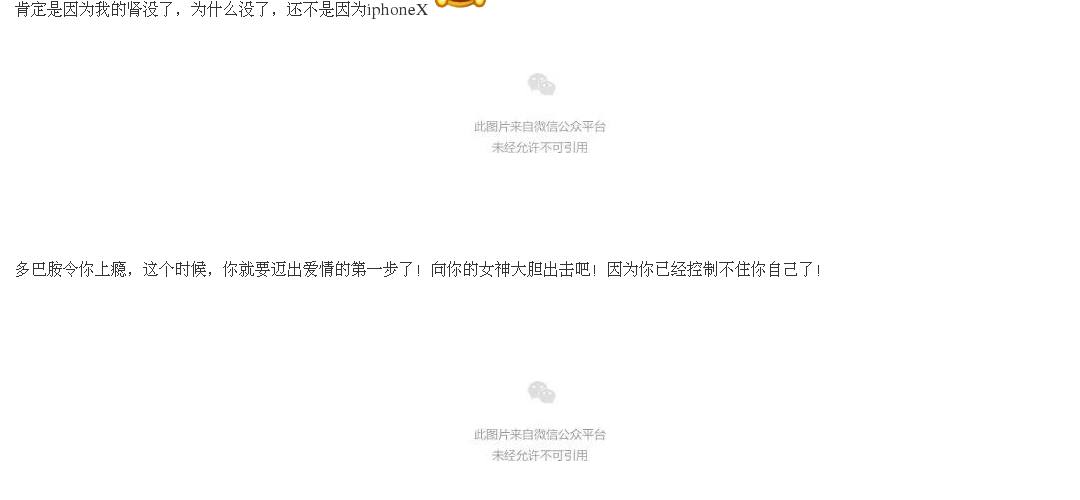 肯定是因为我的肾没了，为什么没了，还不是因为iphoneX
此图片来自微信公众平台
未经允许不可引用
多巴胺令你上瘾，这个时候，你就要迈出爱情的第一步了！向你的女神大胆出击吧！因为你已经控制不住你自己了！
此图片来自微信公众平台
未经允许不可引用